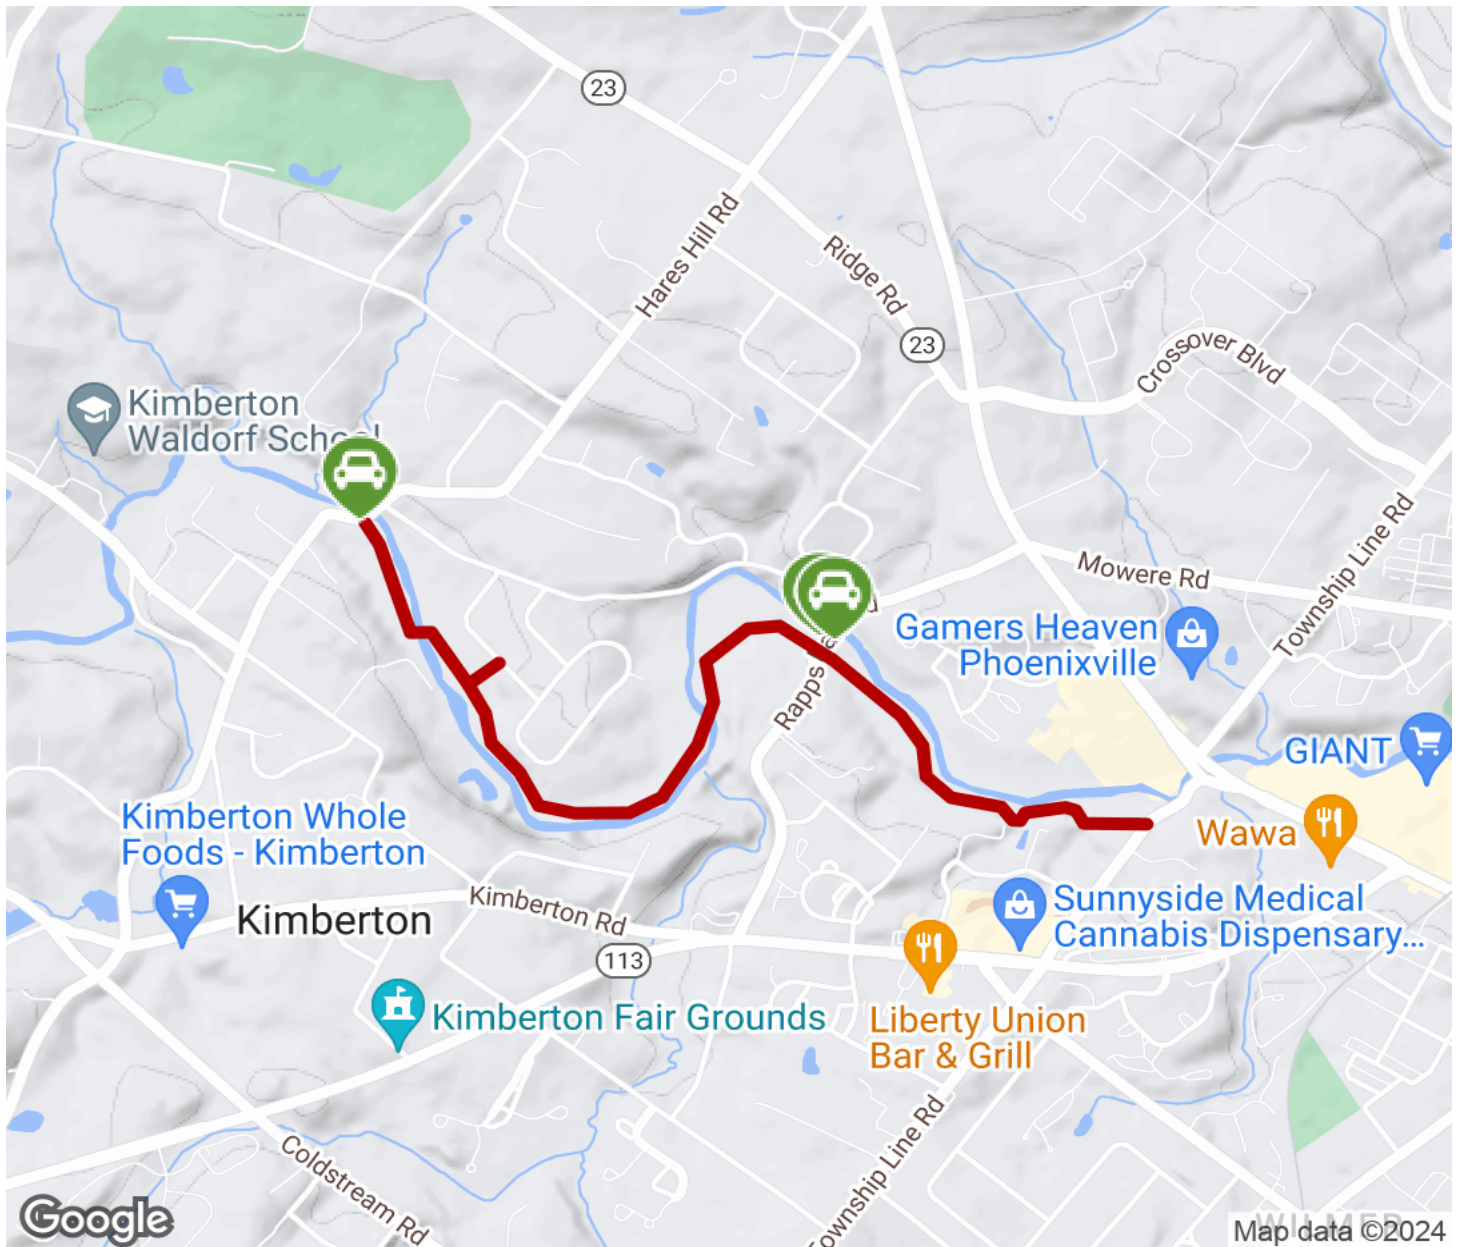 23
Hares Hill Rd
Ridge Rd
23
Crossover Blvd
Kimberton
Waldorf School
Township Line Rd
Mowere Rd
Gamers Heaven
Phoenixville
Rapps
GIANT
Kimberton Whole
Foods - Kimberton
Wawa
Kimberton Rd
Kimberton
Sunnyside Medical
Cannabis Dispensary...
113
Kimberton Fair Grounds
Liberty Union
Bar & Grill
Township Line Rd
Coldstream Rd
Google
Map data ©2024